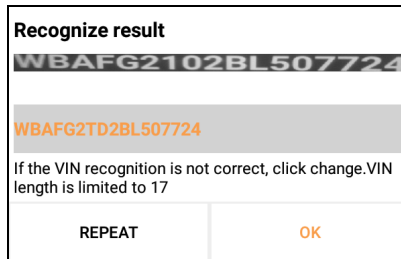 Recognize result
WBAFG2102BL507724
WBAFG2TD2BL507724
If the VIN recognition is not correct, click change.VIN
length is limited to 17
REPEAT OK